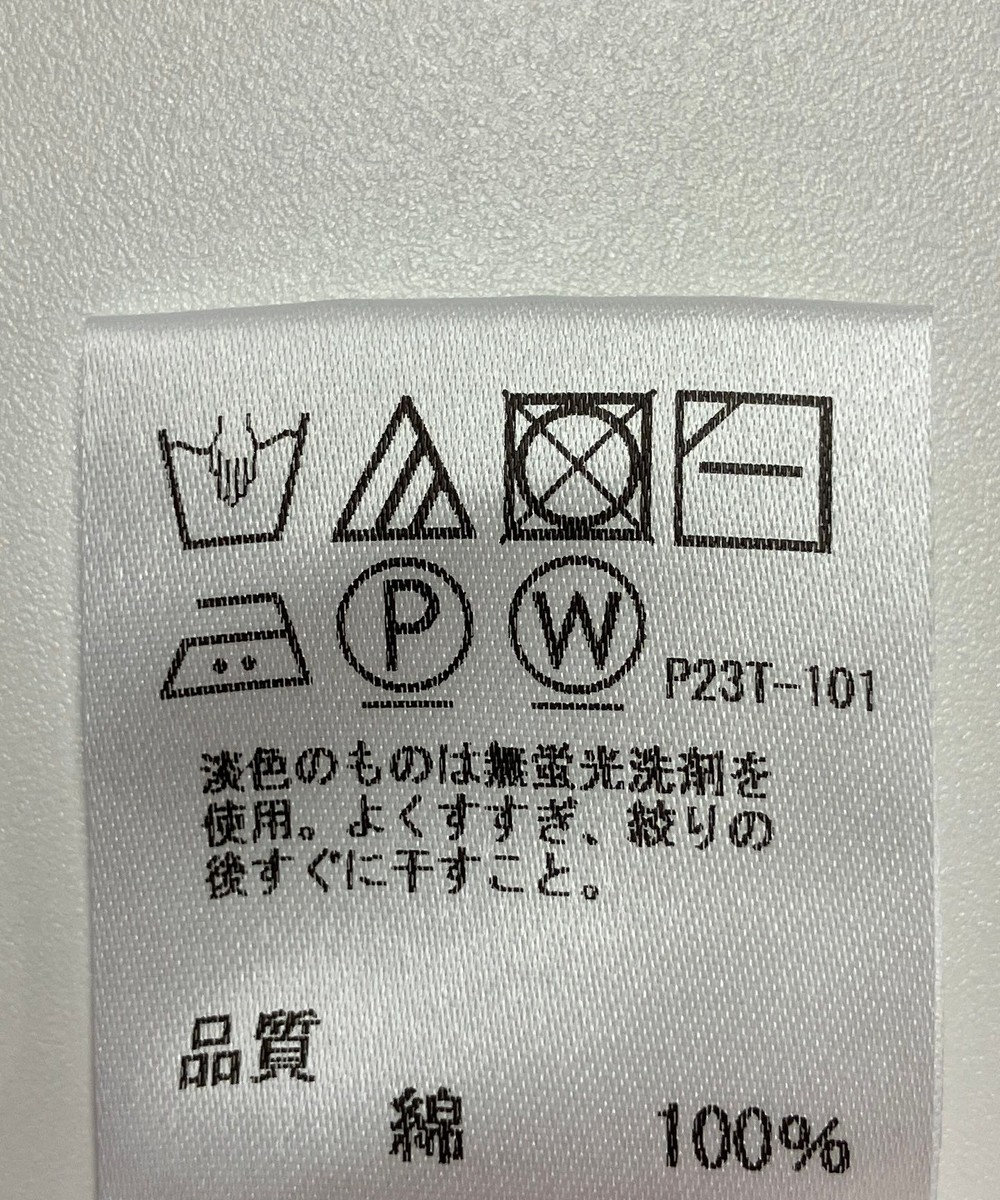 P W P23T-101
淡色のものは無蛍光洗剤を
使用。よくすすぎ、絞りの
後すぐに干すこと。
品質
綿 100%